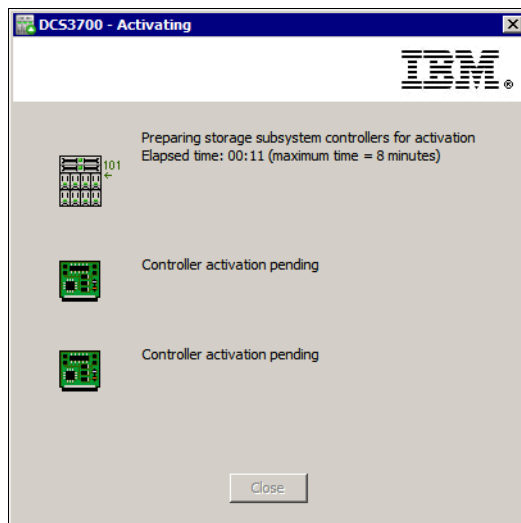 DCS3700 - Activating
IBM®
Preparing storage subsystem controllers for activation
Elapsed time: 00:11 (maximum time = 8 minutes)
101
Controller activation pending
Controller activation pending
Close